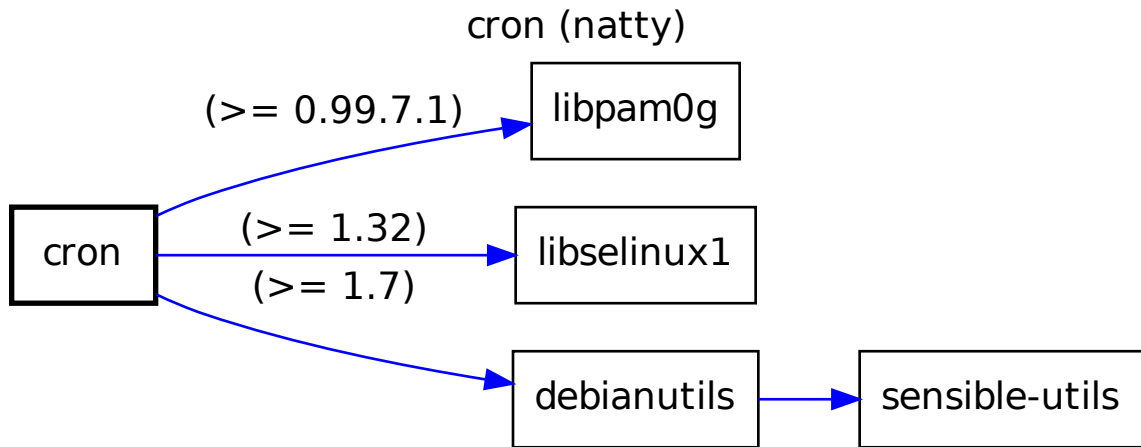 cron (natty)
(>= 0.99.7.1)
libpam0g
cron
(>= 1.32)
libselinux1
(>= 1.7)
debianutils
sensible-utils